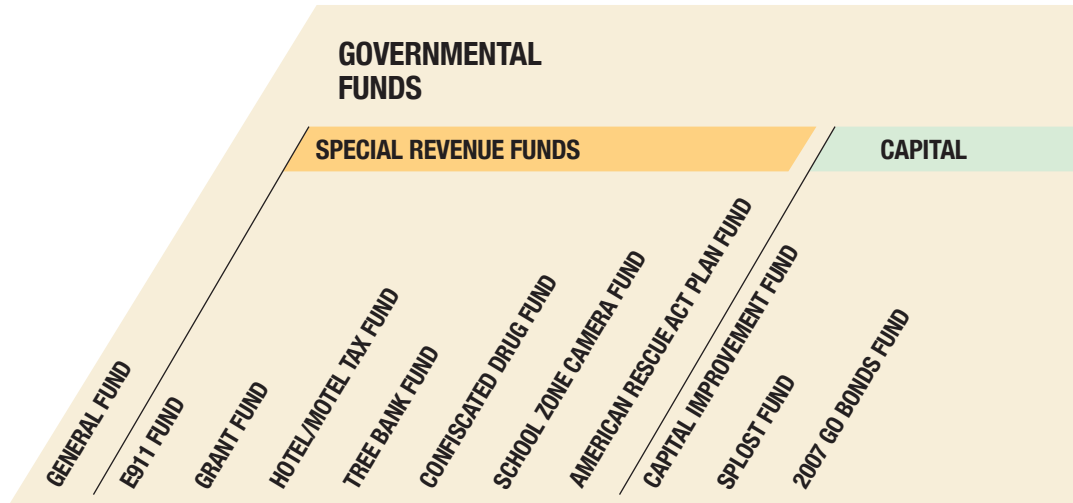 GOVERNMENTAL
FUNDS
SPECIAL REVENUE FUNDS
CAPITAL
GENERAL FUND
E911 FUND
GRANT FUND
HOTEL/MOTEL TAX FUND
TREE BANK FUND
CONFISCATED DRUG FUND
SCHOOL ZONE CAMERA FUND
AMERICAN RESCUE ACT PLAN FUND
CAPITAL IMPROVEMENT FUND
SPLOST FUND
2007 GO BONDS FUND